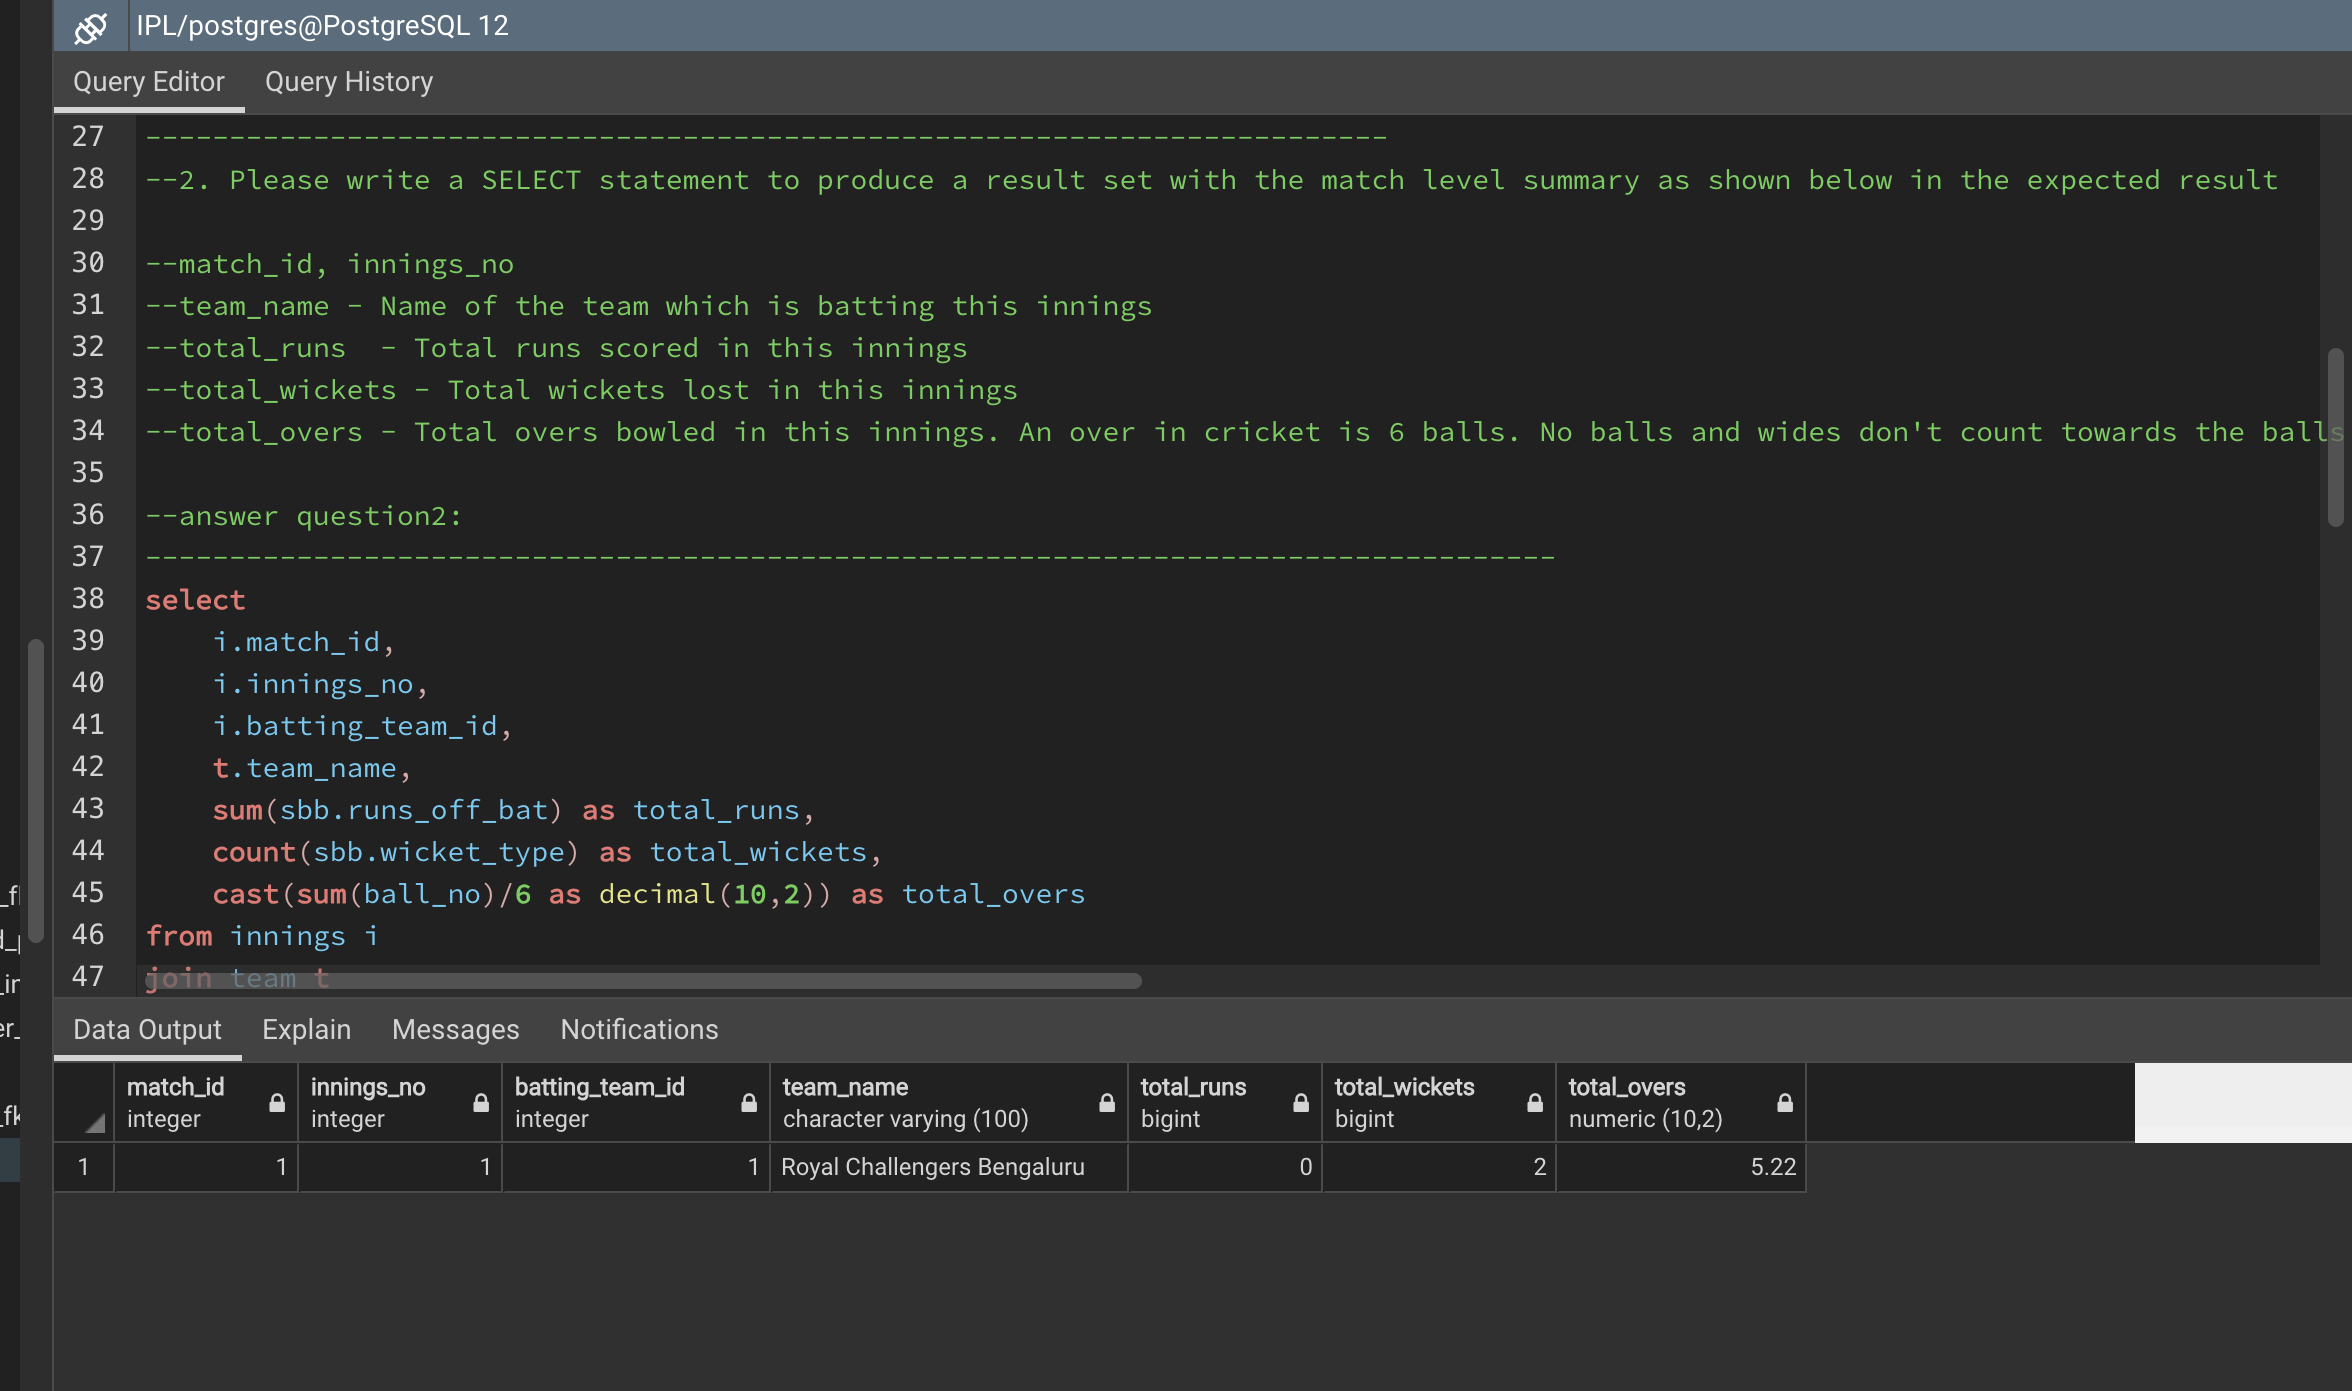 IPL/postgres@PostgreSQL 12
Query Editor Query History
27 --------------------------------------------------------------------------
28 --2. Please write a SELECT statement to produce a result set with the match level summary as shown below in the expected result
29
30 --match_id, innings_no
31 --team_name - Name of the team which is batting this innings
32 --total_runs  - Total runs scored in this innings
33 --total_wickets - Total wickets lost in this innings
34 --total_overs - Total overs bowled in this innings. An over in cricket is 6 balls. No balls and wides don't count towards the balls
35
36 --answer question2:
37 ------------------------------------------------------------------------------------
38 select
39 i.match_id,
40 i.innings_no,
41 i.batting_team_id,
42 t.team_name,
43 sum(sbb.runs_off_bat) as total_runs,
44 count(sbb.wicket_type) as total_wickets,
45 cast(sum(ball_no)/6 as decimal(10,2)) as total_overs
46 from innings i
47 join team t
Data Output Explain Messages Notifications
match_id innings_no batting_team_id team_name total_runs total_wickets total_overs
integer integer integer character varying (100) bigint bigint numeric (10,2)
1 1 1 1 Royal Challengers Bengaluru 0 2 5.22